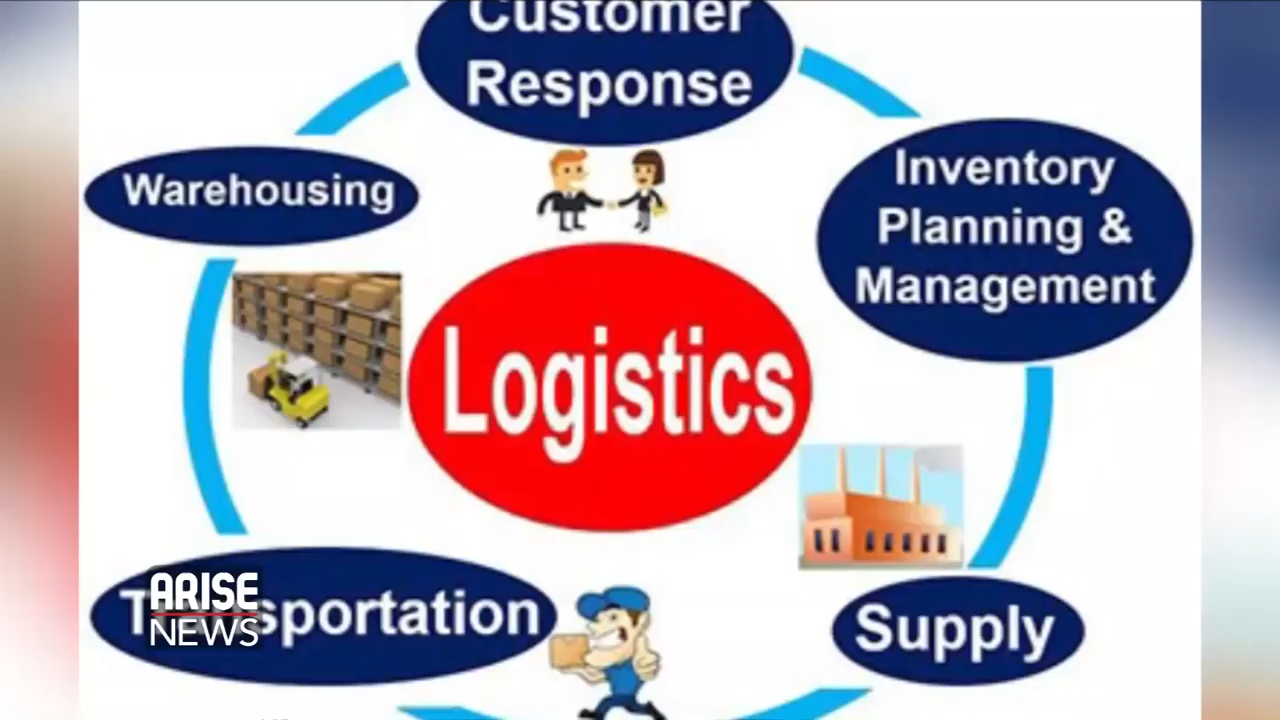 Customer
Response
Warehousing
Inventory
Planning &
Management
Logistics
ARISE
NEWS
Supply